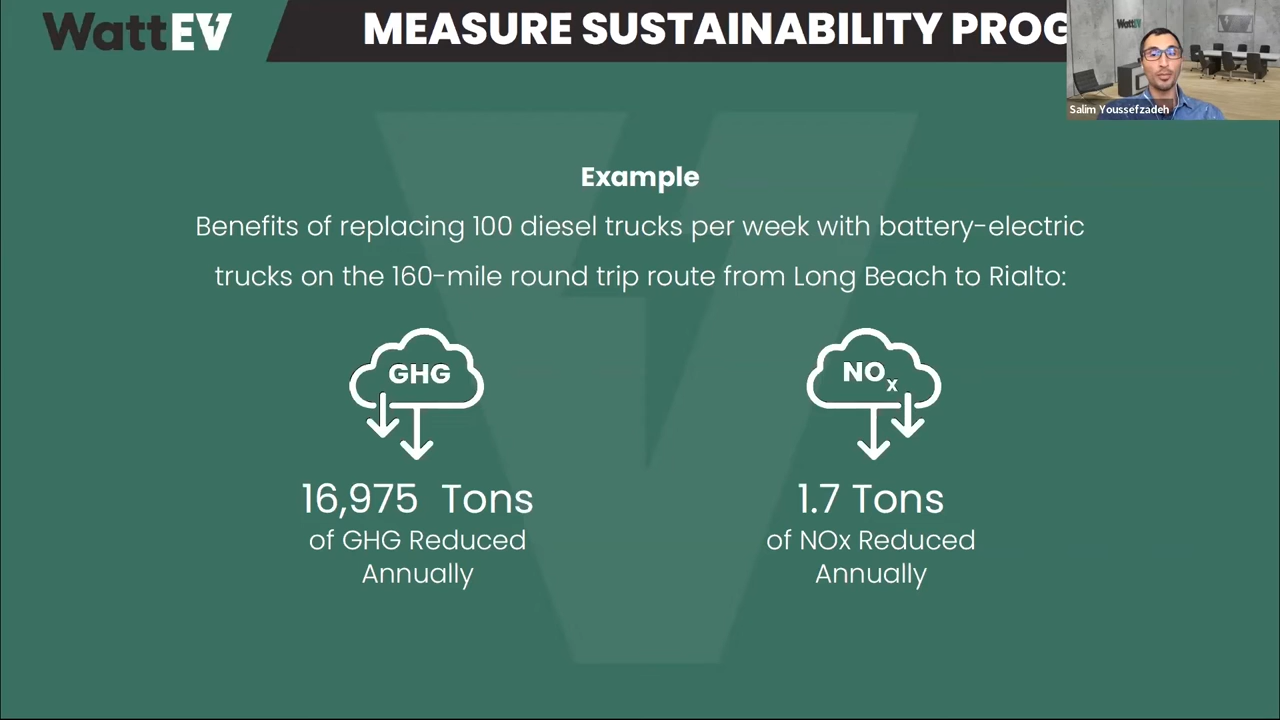 WattEV
MEASURE SUSTAINABILITY PROG
WattEV
Salim Youssefzadeh
Example
Benefits of replacing 100 diesel trucks per week with battery-electric
trucks on the 160-mile round trip route from Long Beach to Rialto:
GHG
NOx
16,975 Tons
of GHG Reduced
Annually
1.7 Tons
of NOx Reduced
Annually